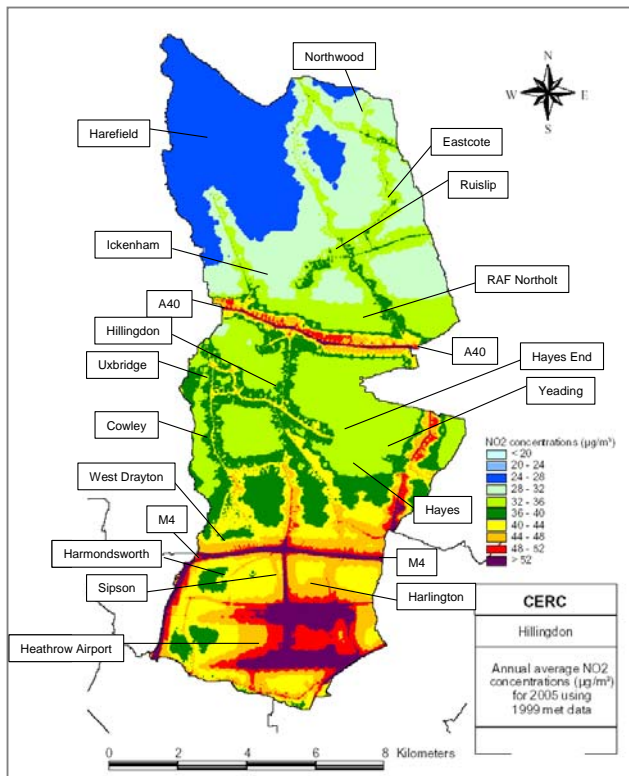 Northwood
N
W
E
S
Harefield
Eastcote
Ruislip
Ickenham
RAF Northolt
A40
Hillingdon
A40
Hayes End
Uxbridge
Yeading
Cowley
NO2 concentrations (µg/m³)
< 20
20 - 24
24 - 28
28 - 32
32 - 36
36 - 40
40 - 44
44 - 48
48 - 52
> 52
West Drayton
Hayes
M4
M4
Harmondsworth
Sipson
Harlington
CERC
Hillingdon
Heathrow Airport
Annual average NO2
concentrations (µg/m³)
for 2005 using
1999 met data
0 2 4 6 8 Kilometers